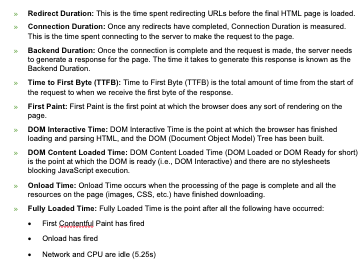 » Redirect Duration: This is the time spent redirecting URLs before the final HTML page is loaded.
» Connection Duration: Once any redirects have completed, Connection Duration is measured.
This is the time spent connecting to the server to make the request to the page.
» Backend Duration: Once the connection is complete and the request is made, the server needs
to generate a response for the page. The time it takes to generate this response is known as the
Backend Duration.
» Time to First Byte (TTFB): Time to First Byte (TTFB) is the total amount of time from the start of
the request to when we receive the first byte of the response.
» First Paint: First Paint is the first point at which the browser does any sort of rendering on the
page.
» DOM Interactive Time: DOM Interactive Time is the point at which the browser has finished
loading and parsing HTML, and the DOM (Document Object Model) Tree has been built.
» DOM Content Loaded Time: DOM Content Loaded Time (DOM Loaded or DOM Ready for short)
is the point at which the DOM is ready (i.e., DOM Interactive) and there are no stylesheets
blocking JavaScript execution.
» Onload Time: Onload Time occurs when the processing of the page is complete and all the
resources on the page (images, CSS, etc.) have finished downloading.
» Fully Loaded Time: Fully Loaded Time is the point after all the following have occurred:
• First Contentful Paint has fired
• Onload has fired
• Network and CPU are idle (5.25s)